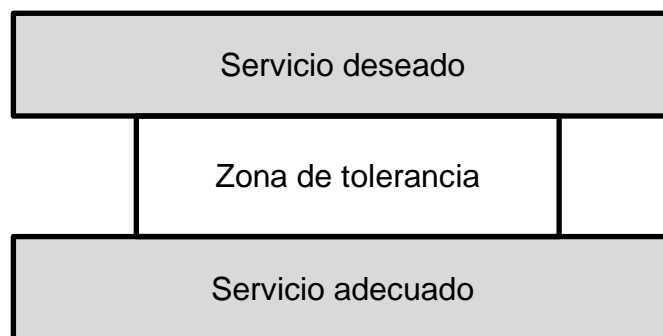 Servicio deseado
Zona de tolerancia
Servicio adecuado